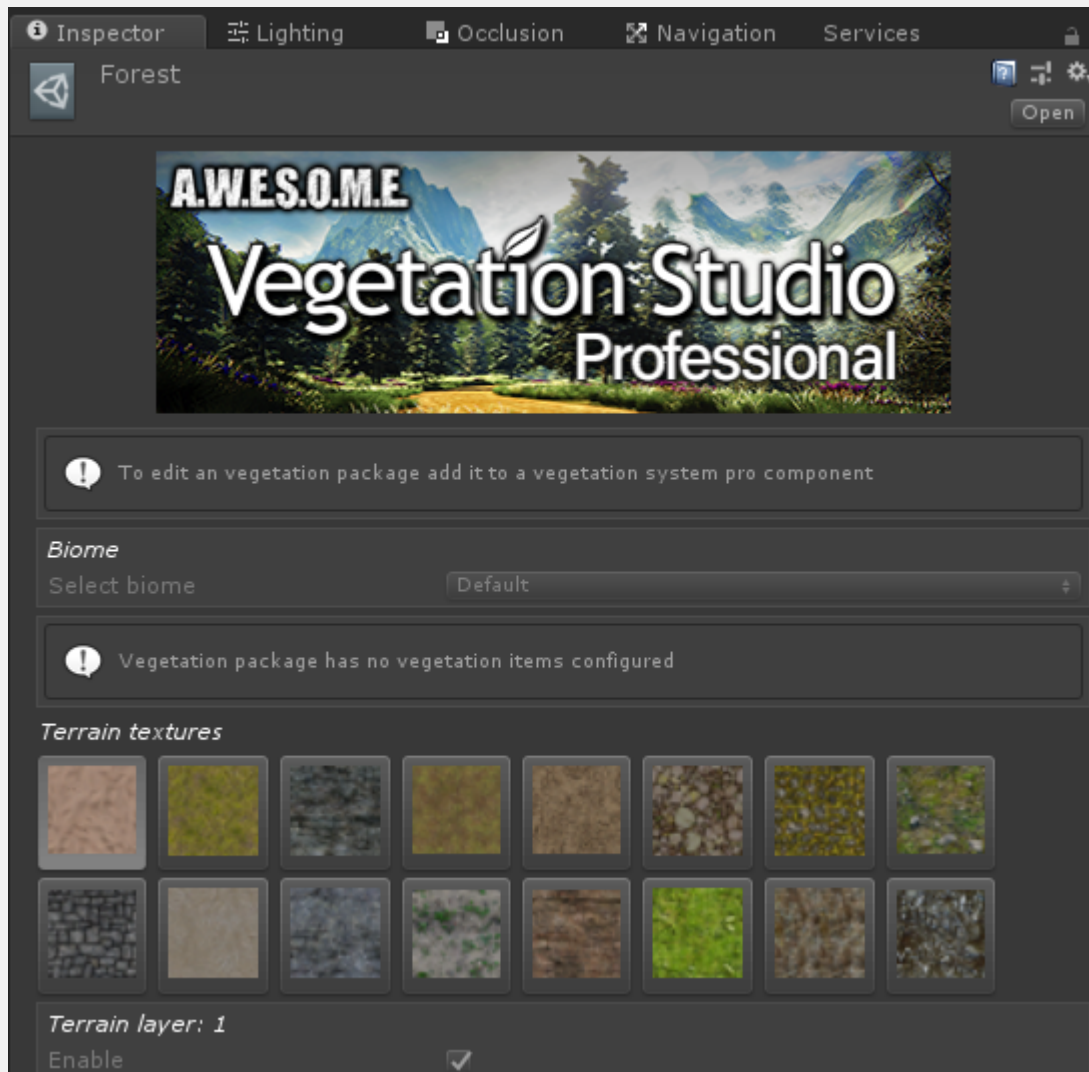 Inspector
Lighting
Occlusion
Navigation
Services
Forest
Open
A.W.E.S.O.M.E.
Vegetation Studio
Professional
To edit an vegetation package add it to a vegetation system pro component
Biome
Select biome
Default
Vegetation package has no vegetation items configured
Terrain textures
Terrain layer: 1
Enable